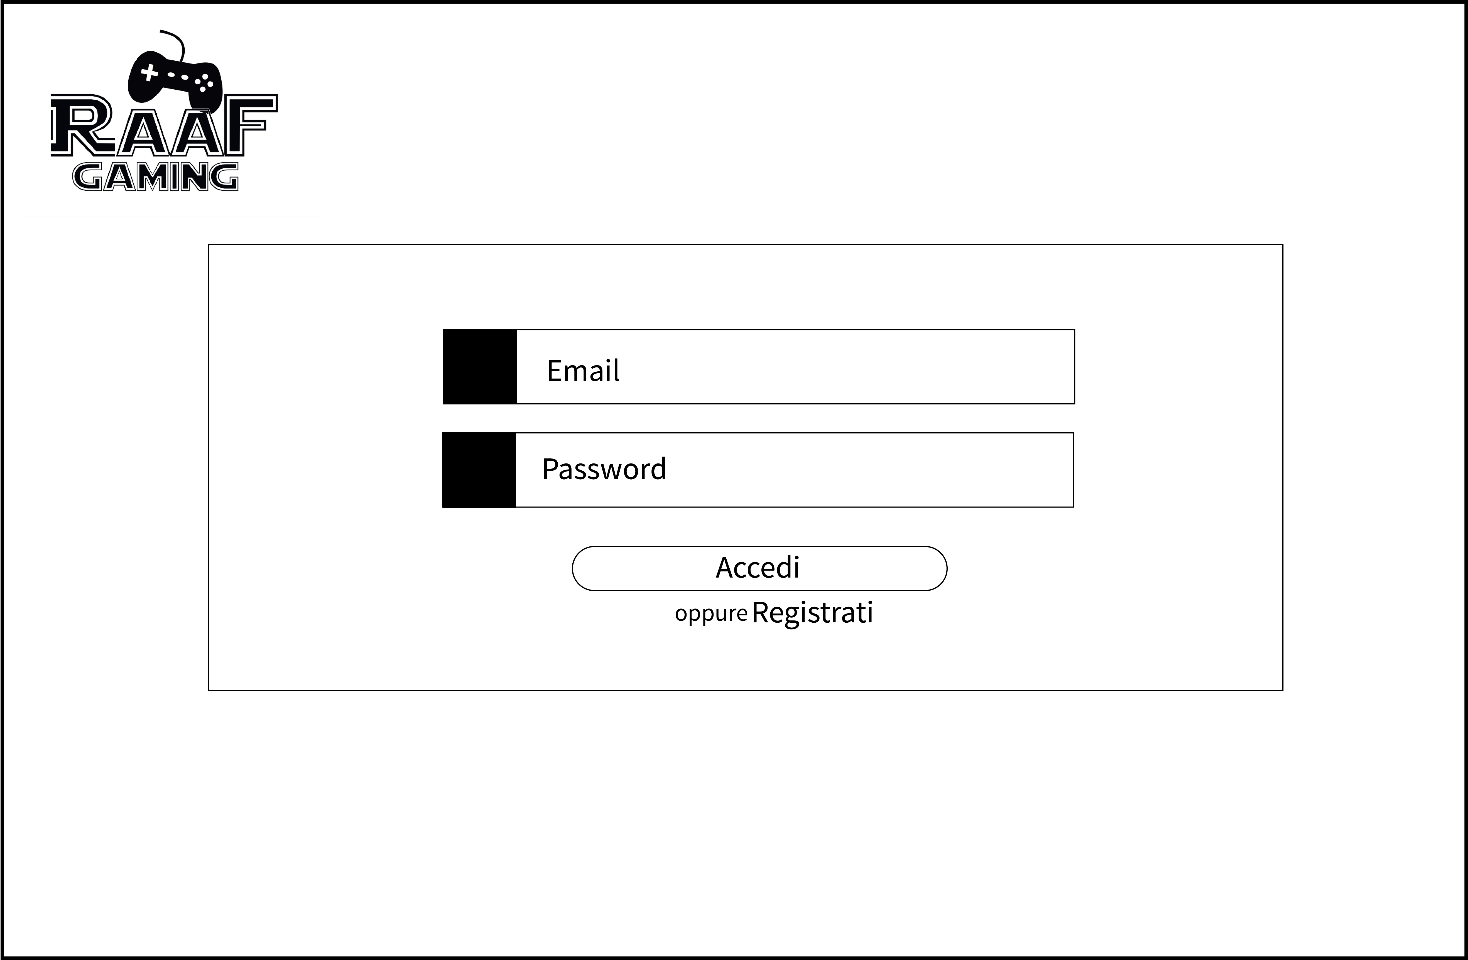 RAAF
GAMING
Email
Password
Accedi
oppure Registrati